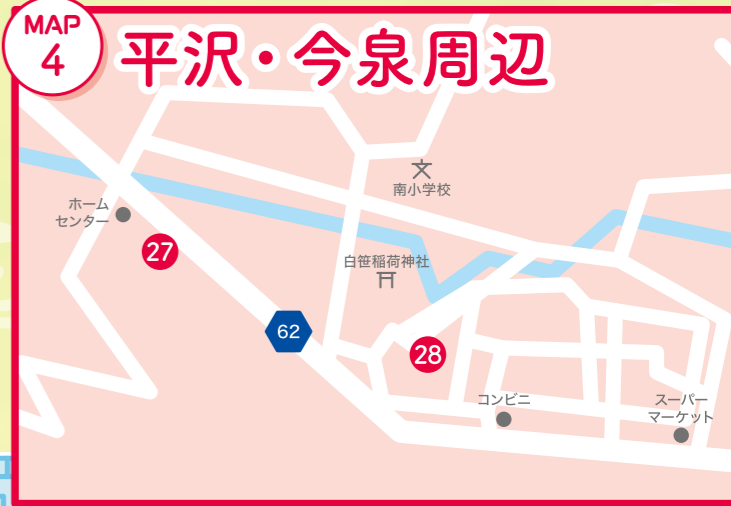 MAP
4
平沢・今泉周辺
文
南小学校
ホーム
センター
27
白笹稲荷神社
62
28
コンビニ
スーパー
マーケット